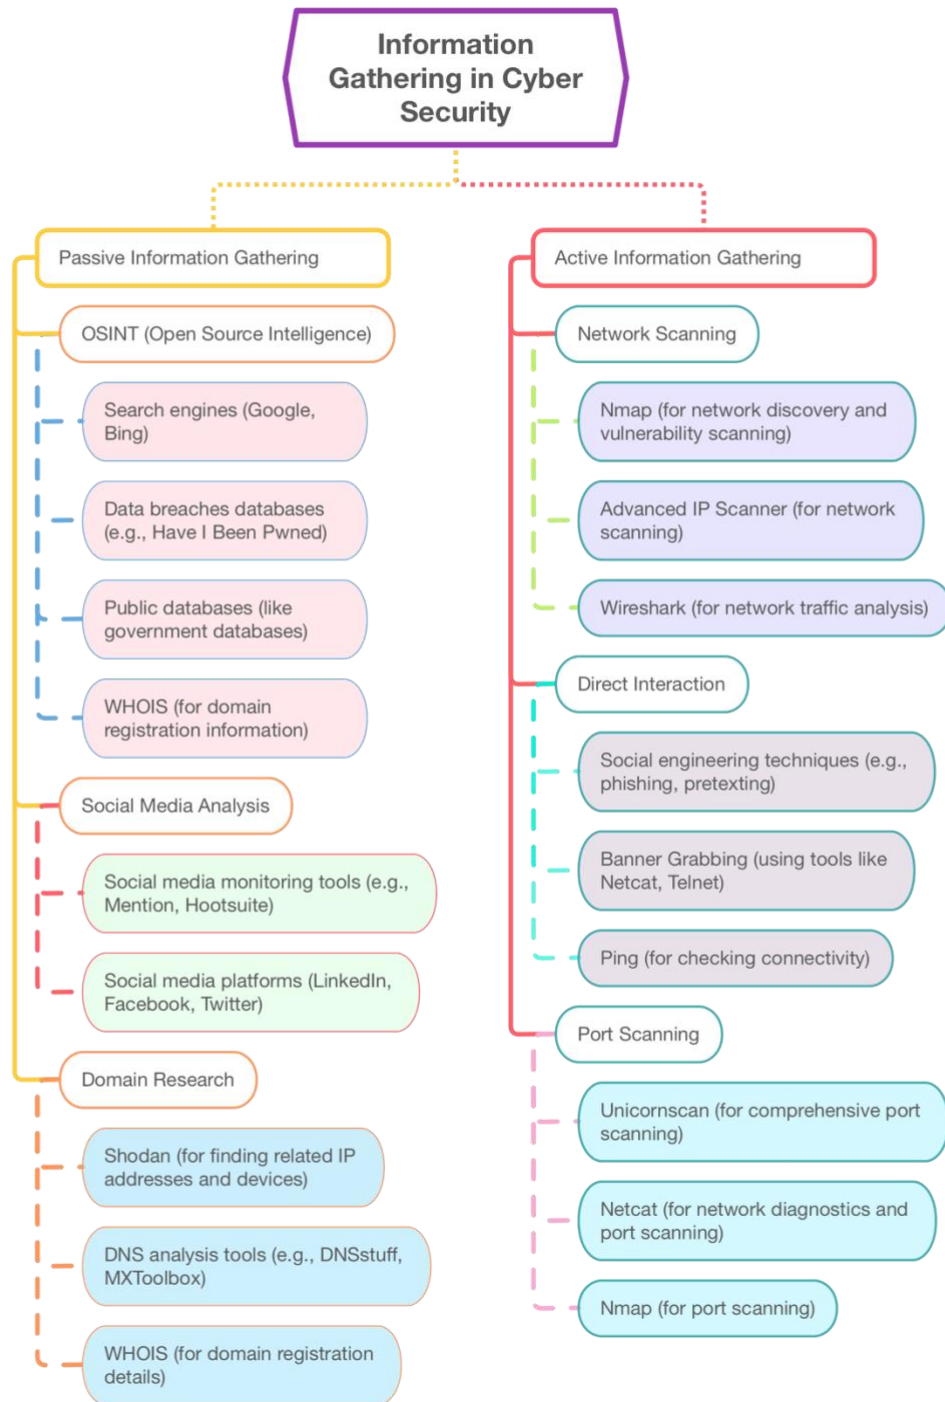 Information
Gathering in Cyber
Security
Passive Information Gathering
OSINT (Open Source Intelligence)
Search engines (Google,
Bing)
Data breaches databases
(e.g., Have I Been Pwned)
Public databases (like
government databases)
WHOIS (for domain
registration information)
Social Media Analysis
Social media monitoring tools (e.g.,
Mention, Hootsuite)
Social media platforms (LinkedIn,
Facebook, Twitter)
Domain Research
Shodan (for finding related IP
addresses and devices)
DNS analysis tools (e.g., DNSstuff,
MXToolbox)
WHOIS (for domain registration
details)
Active Information Gathering
Network Scanning
Nmap (for network discovery and
vulnerability scanning)
Advanced IP Scanner (for network
scanning)
Wireshark (for network traffic analysis)
Direct Interaction
Social engineering techniques (e.g.,
phishing, pretexting)
Banner Grabbing (using tools like
Netcat, Telnet)
Ping (for checking connectivity)
Port Scanning
Unicornscan (for comprehensive port
scanning)
Netcat (for network diagnostics and
port scanning)
Nmap (for port scanning)